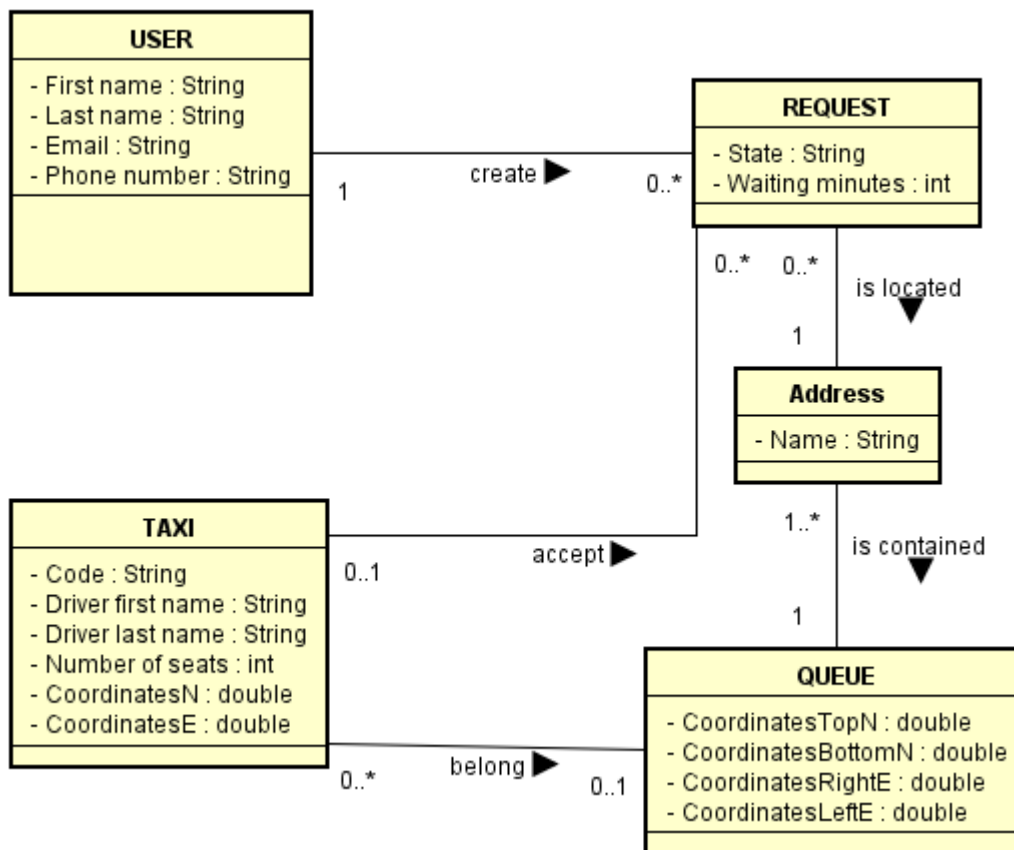 USER
- First name : String
- Last name : String
- Email : String
- Phone number : String
REQUEST
- State : String
- Waiting minutes : int
1
create
0..*
0..*
0..*
is located
1
Address
- Name : String
TAXI
- Code : String
- Driver first name : String
- Driver last name : String
- Number of seats : int
- CoordinatesN : double
- CoordinatesE : double
0..1
accept
1..*
is contained
1
QUEUE
- CoordinatesTopN : double
- CoordinatesBottomN : double
- CoordinatesRightE : double
- CoordinatesLeftE : double
0..*
belong
0..1